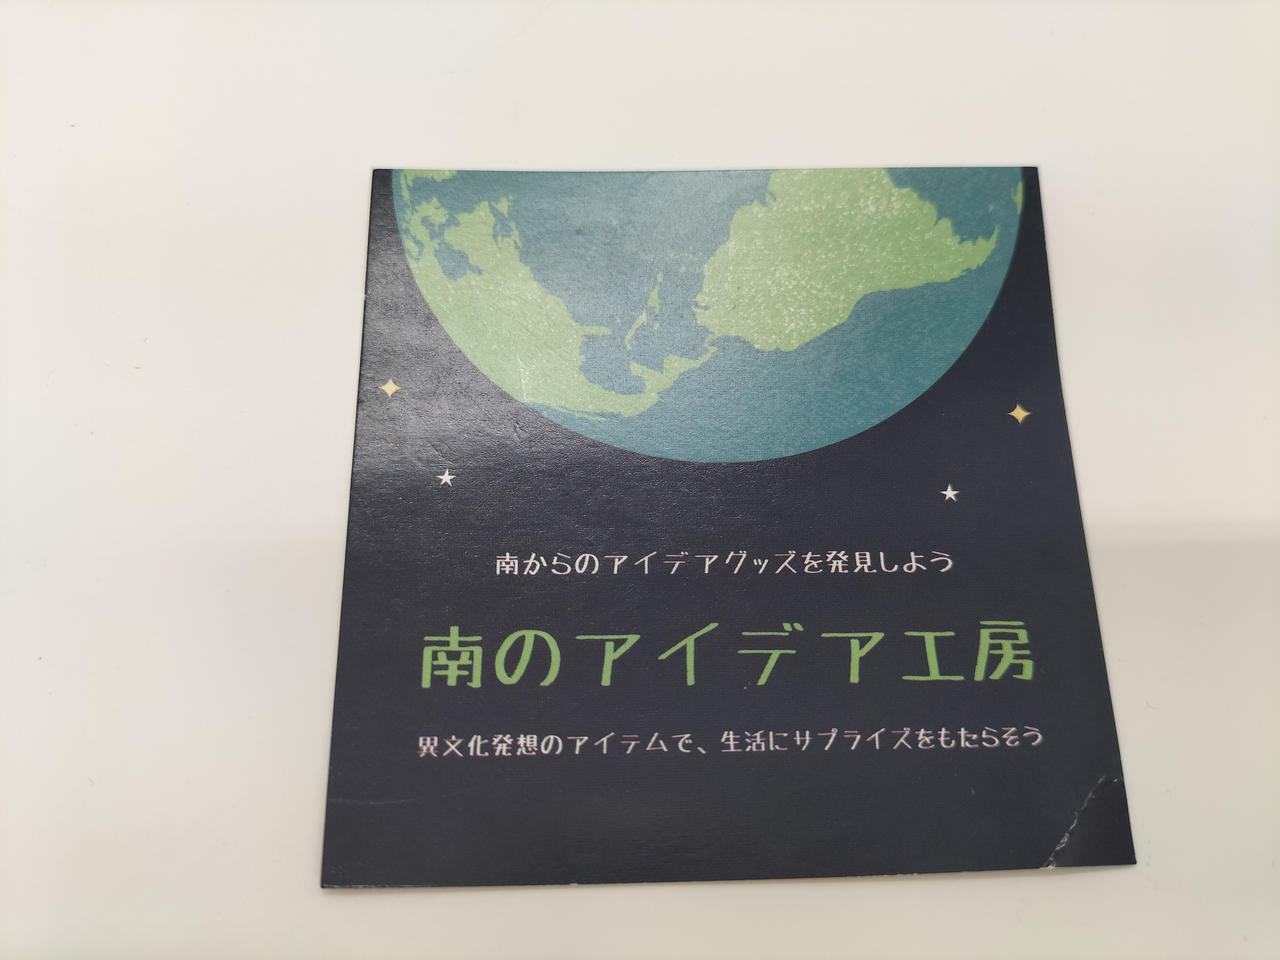 南からのアイデアグッズを発見しよう
南のアイデア工房
異文化発想のアイテムで、生活にサプライズをもたらそう